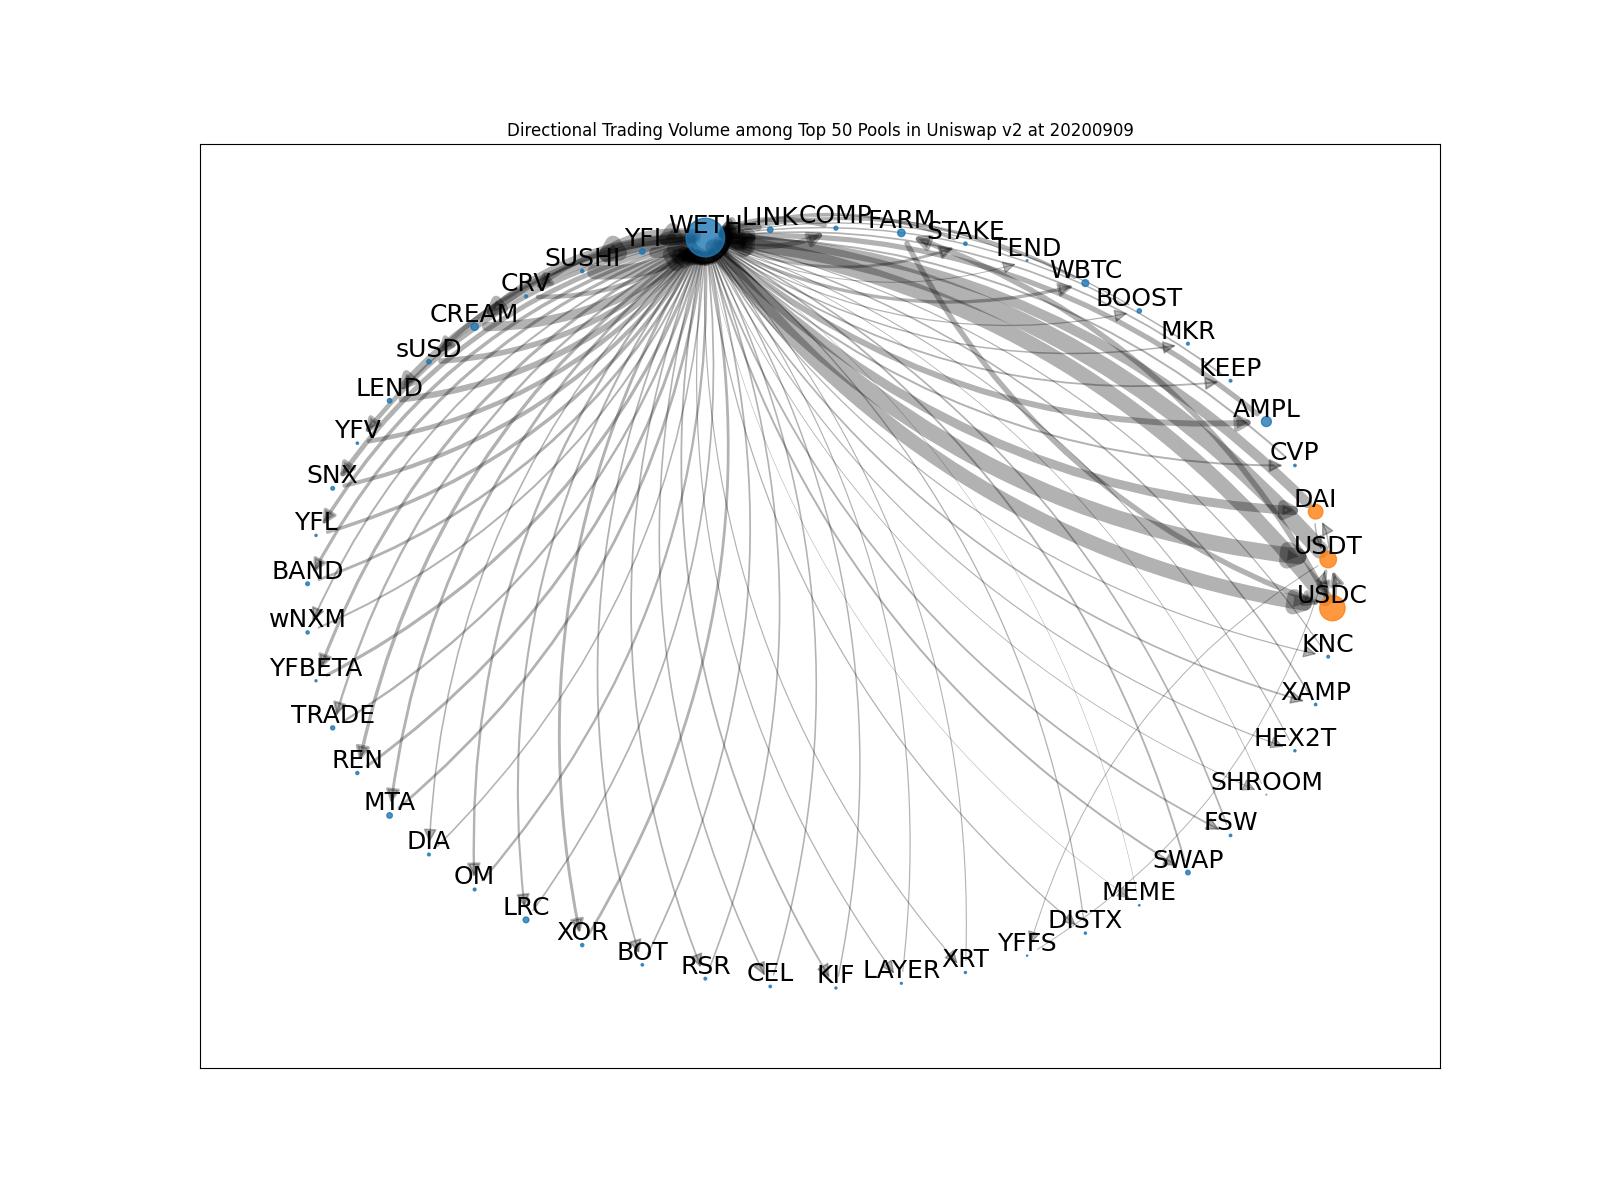 Directional Trading Volume among Top 50 Pools in Uniswap v2 at 20200909
WETH
LINK
COMP
FARM
STAKE
TEND
WBTC
BOOST
MKR
KEEP
AMPL
CVP
DAI
USDT
USDC
KNC
XAMP
HEX2T
SHROOM
FSW
SWAP
MEME
DISTX
YFFS
XRT
LAYER
KIF
CEL
RSR
BOT
XOR
LRC
OM
DIA
MTA
REN
TRADE
YFBETA
wNXM
BAND
YFL
SNX
YFV
LEND
sUSD
CREAM
CRV
SUSHI
YFI